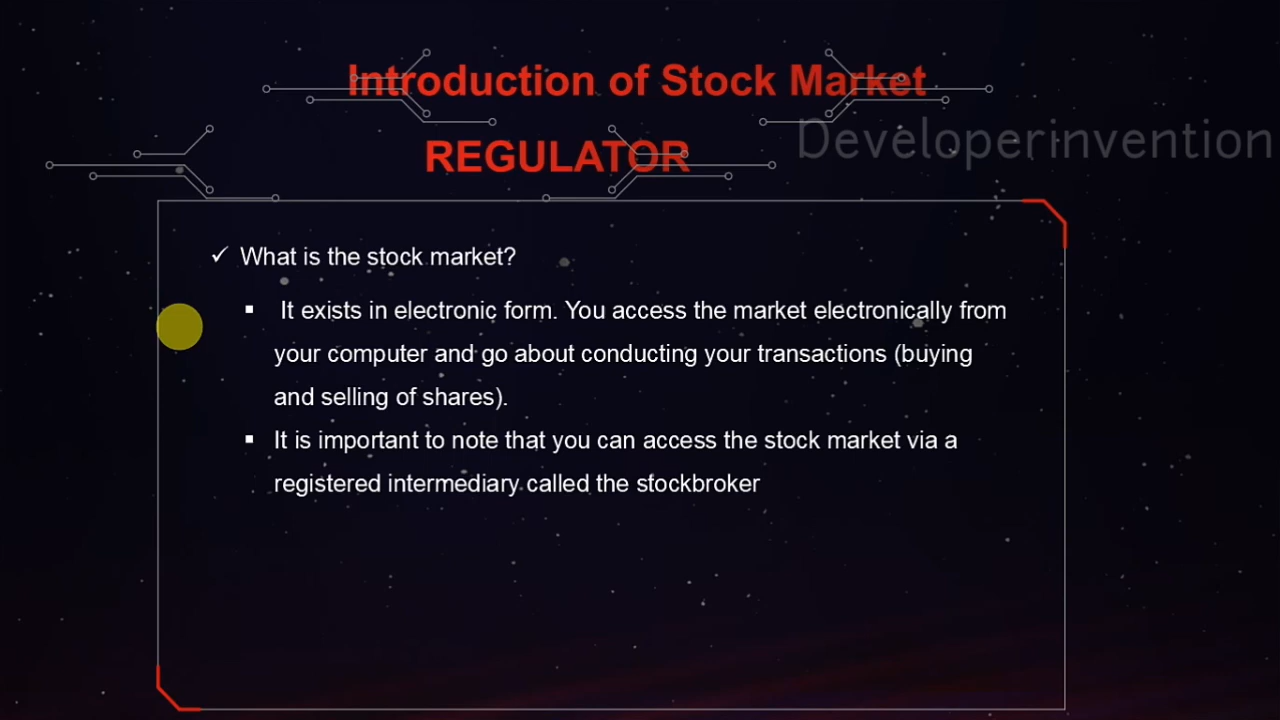 Introduction of Stock Market
REGULATOR
Developerinvention
✓ What is the stock market?
▪ It exists in electronic form. You access the market electronically from
your computer and go about conducting your transactions (buying
and selling of shares).
▪ It is important to note that you can access the stock market via a
registered intermediary called the stockbroker